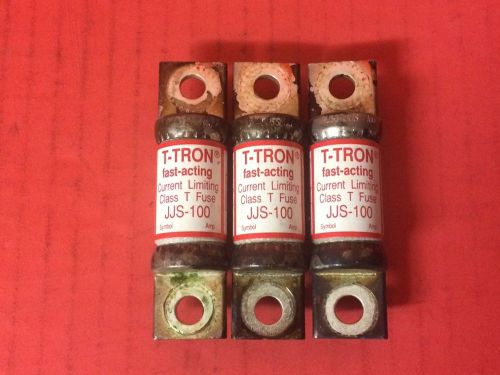 T-TRON®
fast-acting
Current Limiting
Class T Fuse
JJS-100
Symbol Amp
T-TRON®
fast-acting
Current Limiting
Class T Fuse
JJS-100
Symbol Amp
T-TRON®
fast-acting
Current Limiting
Class T Fuse
JJS-100
Symbol Amp